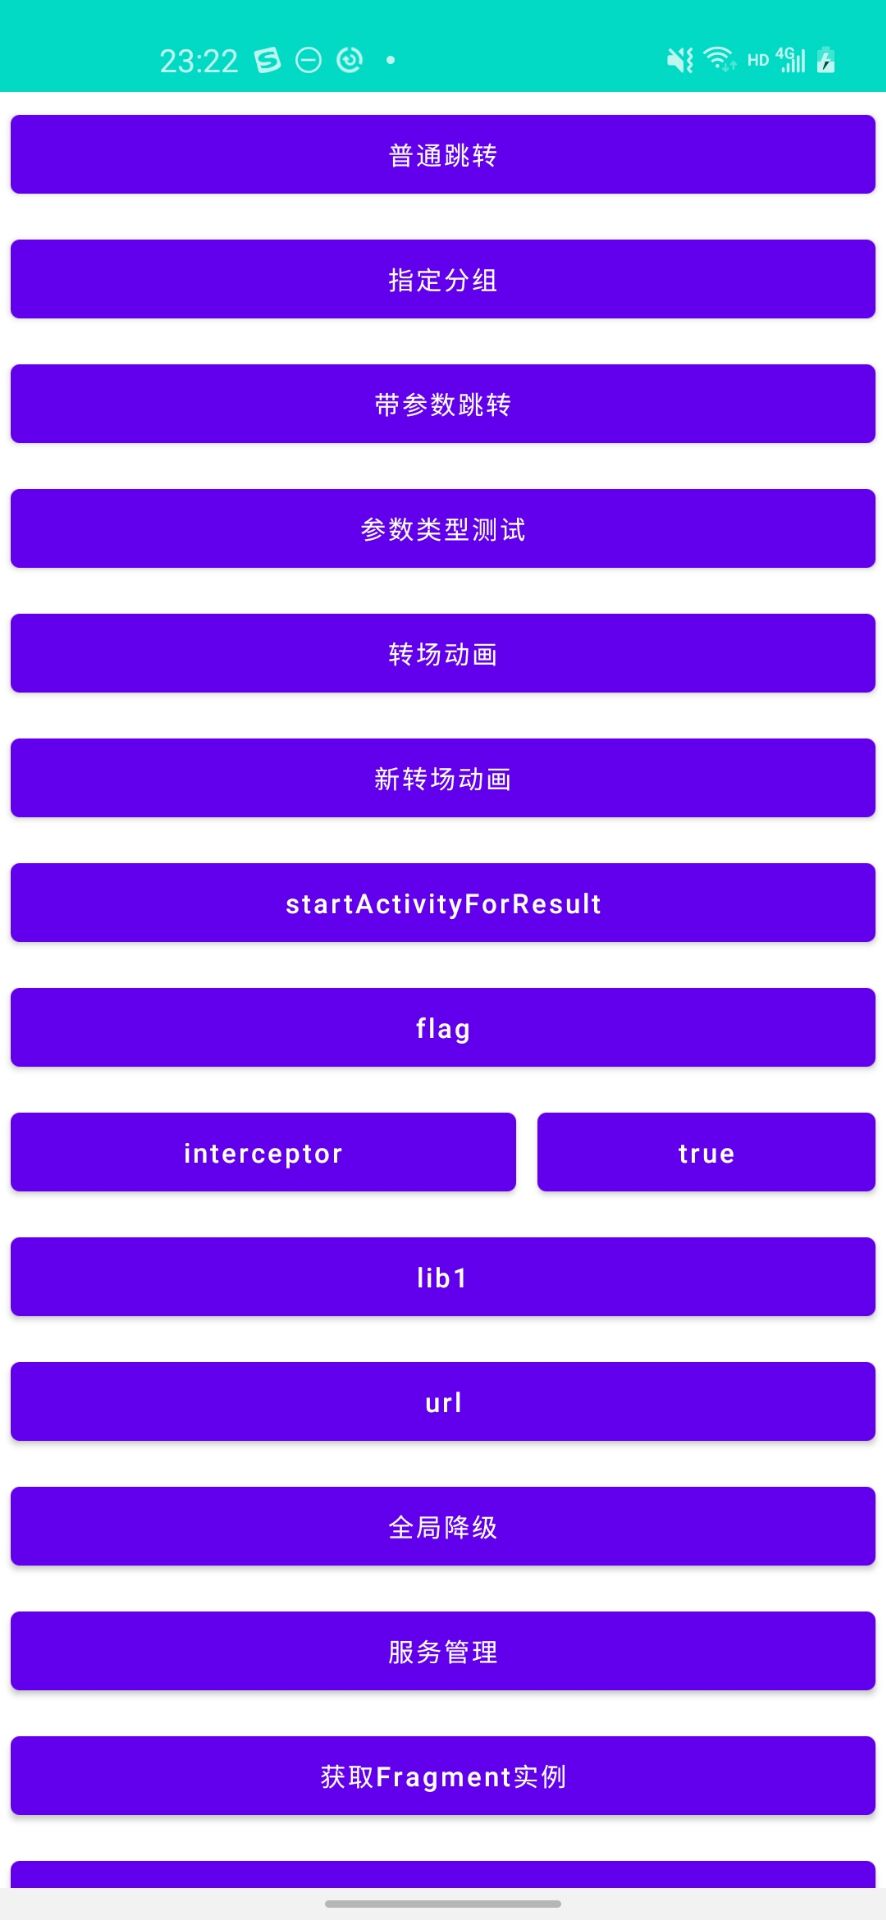 23:22
HD 4G
普通跳转
指定分组
带参数跳转
参数类型测试
转场动画
新转场动画
startActivityForResult
flag
interceptor
true
lib1
url
全局降级
服务管理
获取Fragment实例